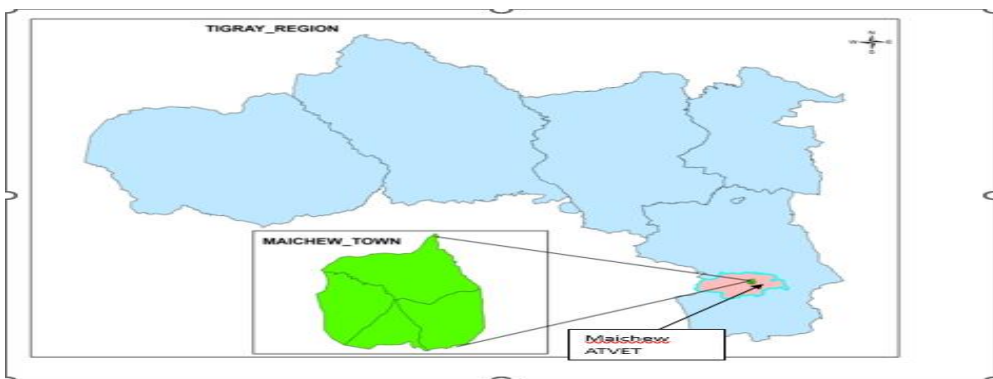 TIGRAY_REGION
N
W E
S
MAICHEW_TOWN
Maichew
ATVET